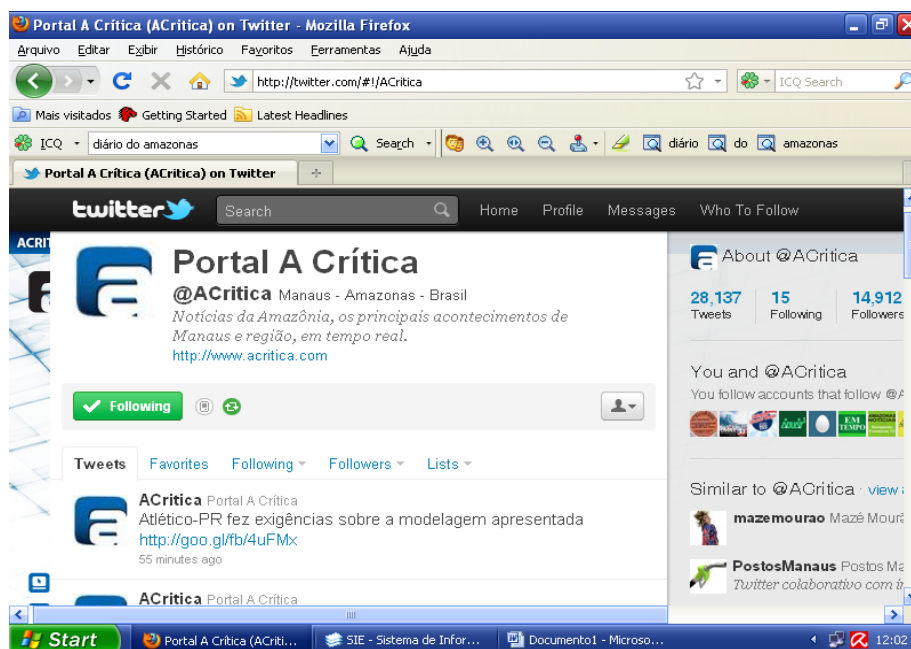 Portal A Crítica (ACritica) on Twitter - Mozilla Firefox
Arquivo Editar Exibir Histórico Favoritos Ferramentas Ajuda
http://twitter.com/#!/ACritica
ICQ Search
Mais visitados Getting Started Latest Headlines
ICQ diário do amazonas Search diário do amazonas
Portal A Crítica (ACritica) on Twitter
twitter Search Home Profile Messages Who To Follow
ACRIT
Portal A Crítica
@ACritica Manaus - Amazonas - Brasil
Notícias da Amazônia, os principais acontecimentos de
Manaus e região, em tempo real.
http://www.acritica.com
Following
Tweets Favorites Following Followers Lists
ACritica Portal A Crítica
Atlético-PR fez exigências sobre a modelagem apresentada
http://goo.gl/fb/4uFMx
55 minutes ago
ACritica Portal A Crítica
About @ACritica
28,137 15 14,912
Tweets Following Followers
You and @ACritica
You follow accounts that follow @A
EM
TEMPO
Similar to @ACritica · view
mazemourao Mazé Mour
PostosManaus Postos Ma
Twitter colaborativo com
Start Portal A Crítica (ACriti... SIE - Sistema de Infor... Documento1 - Microso... 12:02